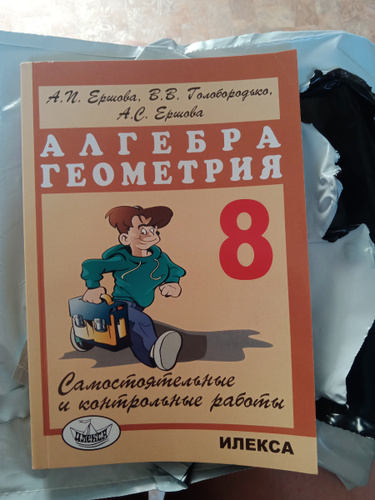 А.П. Ершова, В.В. Голобородько,
А.С. Ершова
АЛГЕБРА
ГЕОМЕТРИЯ
8
Самостоятельные
и контрольные работы
ИЛЕКСА
ИЛЕКСА